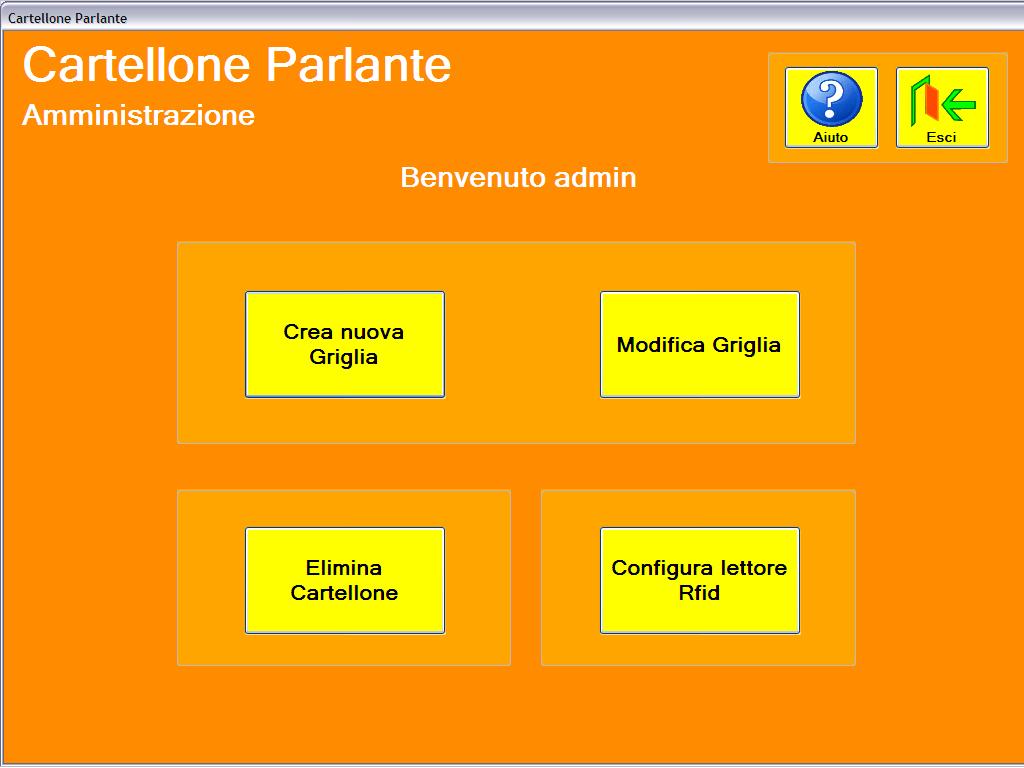 Cartellone Parlante
Cartellone Parlante
Amministrazione
?
Aiuto
Esci
Benvenuto admin
Crea nuova
Griglia
Modifica Griglia
Elimina
Cartellone
Configura lettore
Rfid